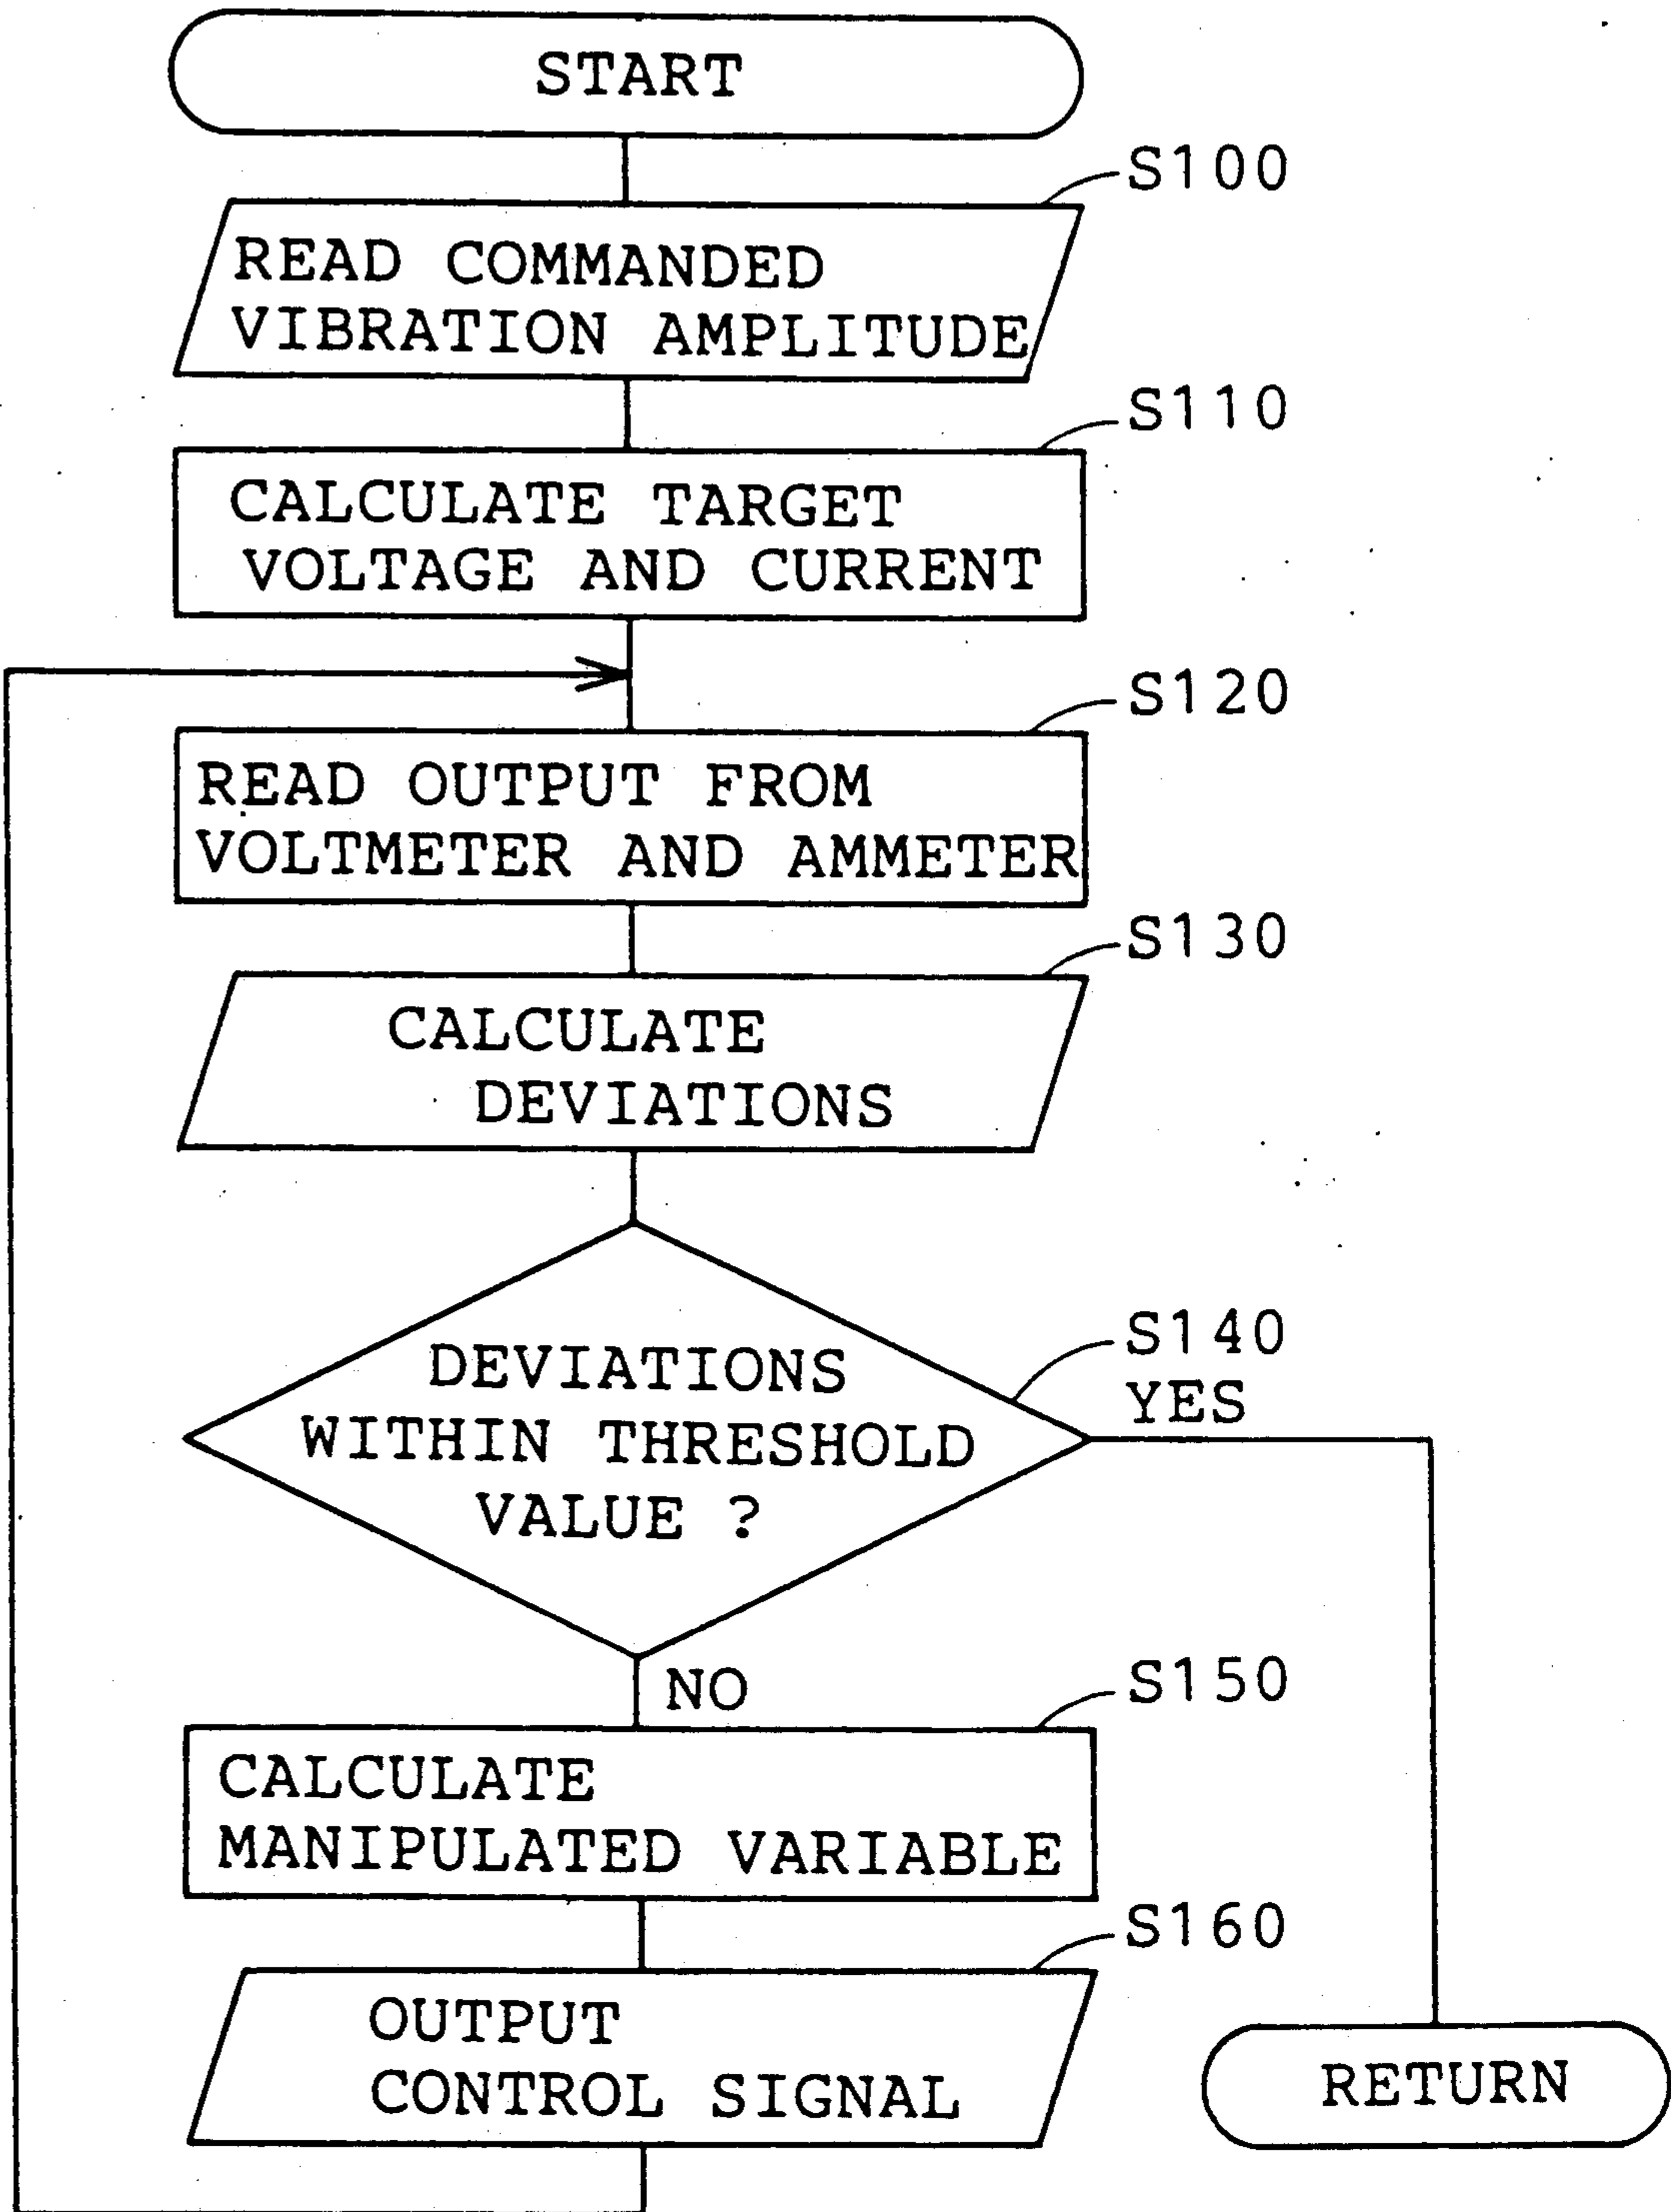 START
S100
READ COMMANDED
VIBRATION AMPLITUDE
S110
CALCULATE TARGET
VOLTAGE AND CURRENT
S120
READ OUTPUT FROM
VOLTMETER AND AMMETER
S130
CALCULATE
DEVIATIONS
S140
YES
DEVIATIONS
WITHIN THRESHOLD
VALUE ?
NO
S150
CALCULATE
MANIPULATED VARIABLE
S160
OUTPUT
CONTROL SIGNAL
RETURN